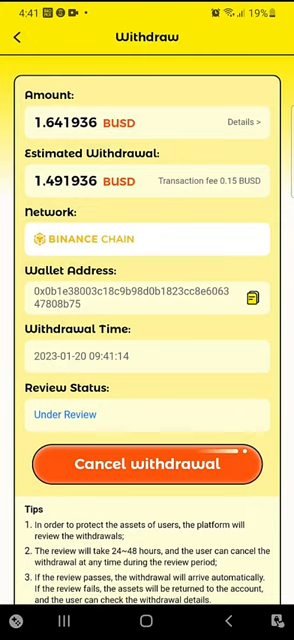 4:41
19%
Withdraw
Amount:
1.641936 BUSD Details >
Estimated Withdrawal:
1.491936 BUSD Transaction fee 0.15 BUSD
Network:
BINANCE CHAIN
Wallet Address:
0x0b1e38003c18c9b98d0b1823cc8e6063
47808b75
Withdrawal Time:
2023-01-20 09:41:14
Review Status:
Under Review
Cancel withdrawal
Tips
1. In order to protect the assets of users, the platform will
review the withdrawals;
2. The review will take 24~48 hours, and the user can cancel the
withdrawal at any time during the review period;
3. If the review passes, the withdrawal will arrive automatically.
If the review fails, the assets will be returned to the account,
and the user can check the withdrawal details.